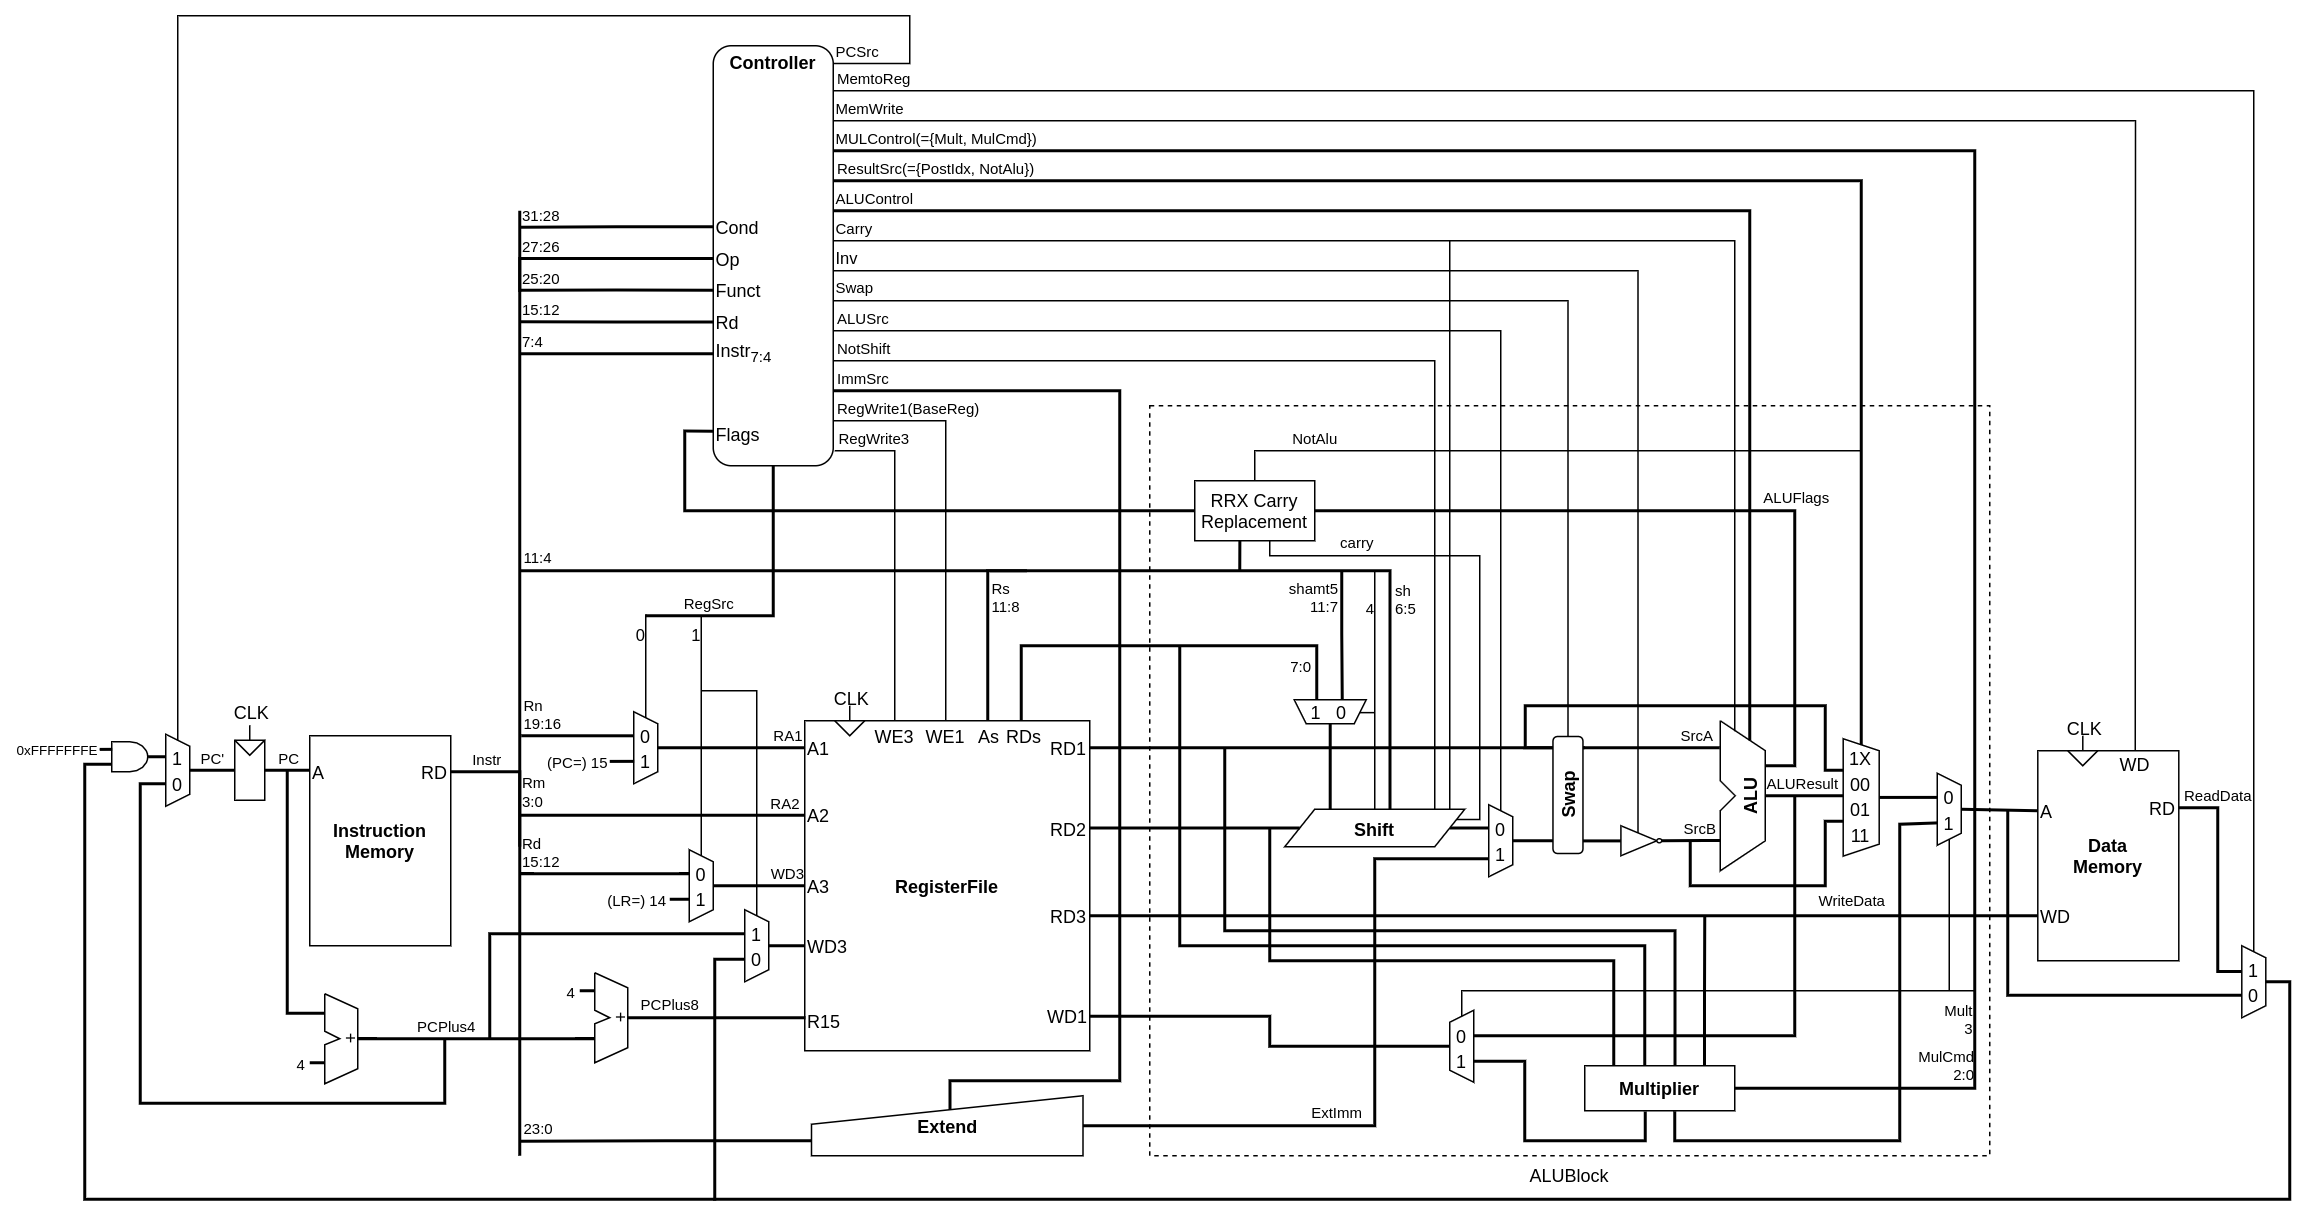 PCSrc
Controller
MemtoReg
MemWrite
MULControl(={Mult, MulCmd})
ResultSrc(={PostIdx, NotAlu})
ALUControl
31:28
Cond
Carry
27:26
Op
Inv
25:20
Funct
Swap
15:12
Rd
ALUSrc
7:4
Instr7:4
NotShift
ImmSrc
RegWrite1(BaseReg)
Flags
RegWrite3
NotAlu
RRX Carry
Replacement
ALUFlags
carry
11:4
RegSrc
0
1
Rs
11:8
shamt5
11:7
4
sh
6:5
7:0
1 0
CLK
CLK
CLK
Rn
19:16
0xFFFFFFFE
1
0
PC'
PC
A
RD
Instruction
Memory
Instr
0
1
(PC=) 15
RA1
A1
WE3
WE1
As
RDs
RD1
Rm
3:0
RA2
A2
RD2
Rd
15:12
0
1
(LR=) 14
WD3
A3
RegisterFile
RD3
1
0
WD3
WD1
R15
Shift
0
1
Swap
SrcA
SrcB
ALU
ALUResult
1X
00
01
11
0
1
A
WD
RD
Data
Memory
WD
ReadData
WriteData
1
0
4
+
PCPlus8
PCPlus4
+
4
0
1
Mult
3
MulCmd
2:0
Multiplier
23:0
Extend
ExtImm
ALUBlock